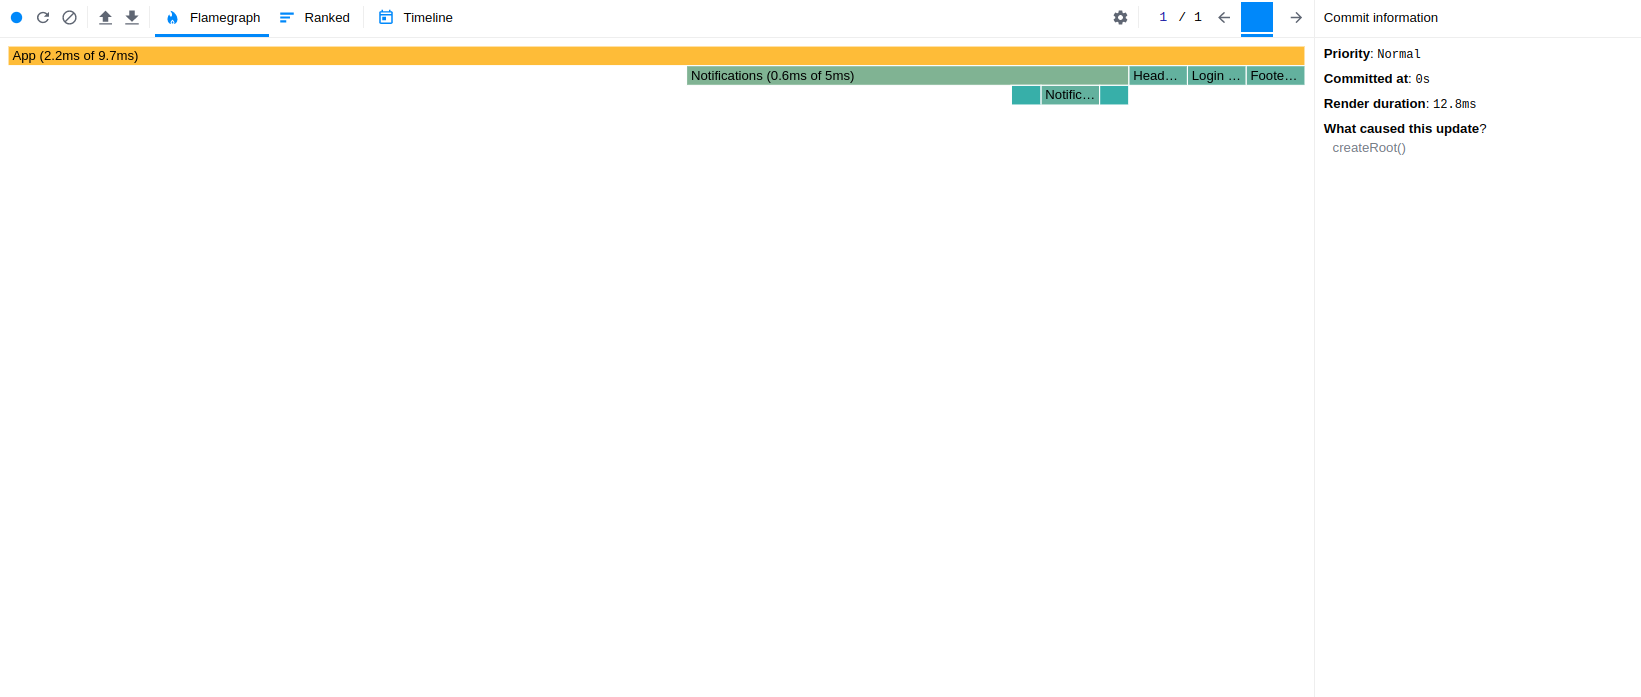 Flamegraph Ranked Timeline 1 / 1 Commit information
App (2.2ms of 9.7ms)
Notifications (0.6ms of 5ms) Head… Login … Foote…
Notific…
Priority: Normal
Committed at: 0s
Render duration: 12.8ms
What caused this update?
createRoot()